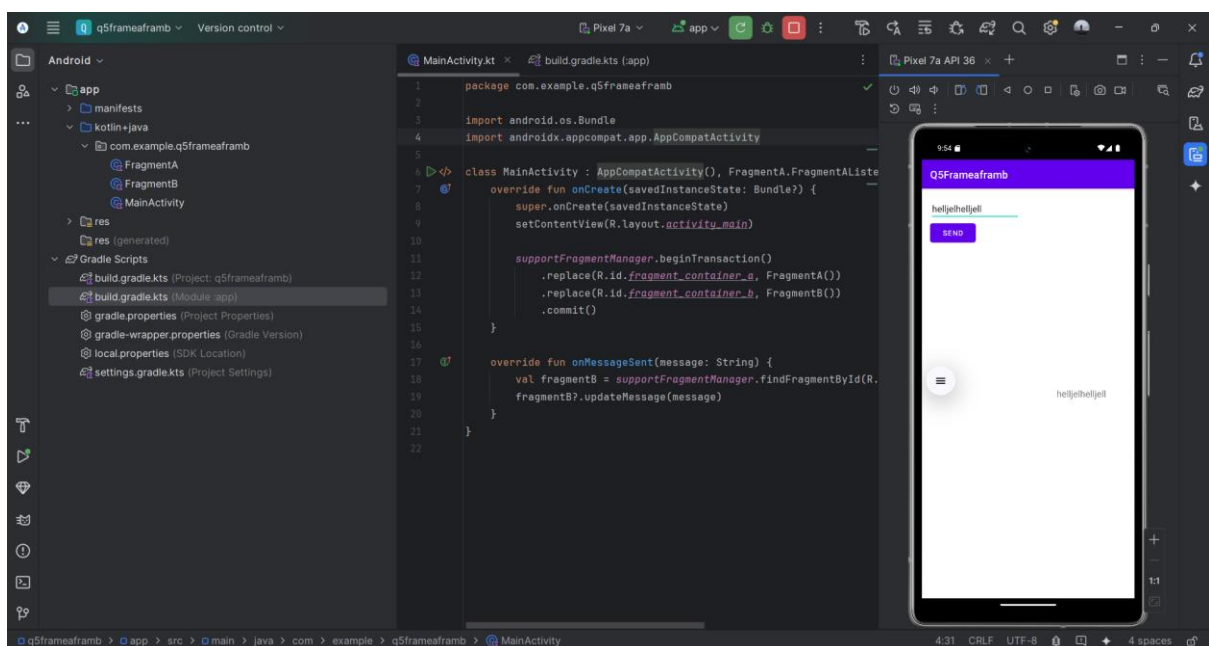 q5frameaframb Version control
Pixel 7a app
Android
app
manifests
kotlin+java
com.example.q5frameaframb
FragmentA
FragmentB
MainActivity
res
res (generated)
Gradle Scripts
build.gradle.kts (Project: q5frameaframb)
build.gradle.kts (Module :app)
gradle.properties (Project Properties)
gradle-wrapper.properties (Gradle Version)
local.properties (SDK Location)
settings.gradle.kts (Project Settings)
MainActivity.kt build.gradle.kts (:app)
1 package com.example.q5frameaframb
2
3 import android.os.Bundle
4 import androidx.appcompat.app.AppCompatActivity
5
6 class MainActivity : AppCompatActivity(), FragmentA.FragmentAListe
7 override fun onCreate(savedInstanceState: Bundle?) {
8 super.onCreate(savedInstanceState)
9 setContentView(R.layout.activity_main)
10
11 supportFragmentManager.beginTransaction()
12 .replace(R.id.fragment_container_a, FragmentA())
13 .replace(R.id.fragment_container_b, FragmentB())
14 .commit()
15 }
16
17 override fun onMessageSent(message: String) {
18 val fragmentB = supportFragmentManager.findFragmentById(R.
19 fragmentB?.updateMessage(message)
20 }
21 }
22
Pixel 7a API 36
9:54
Q5Frameaframb
helljelhelljell
SEND
helljelhelljell
1:1
q5frameaframb > app > src > main > java > com > example > q5frameaframb > MainActivity
4:31 CRLF UTF-8 4 spaces